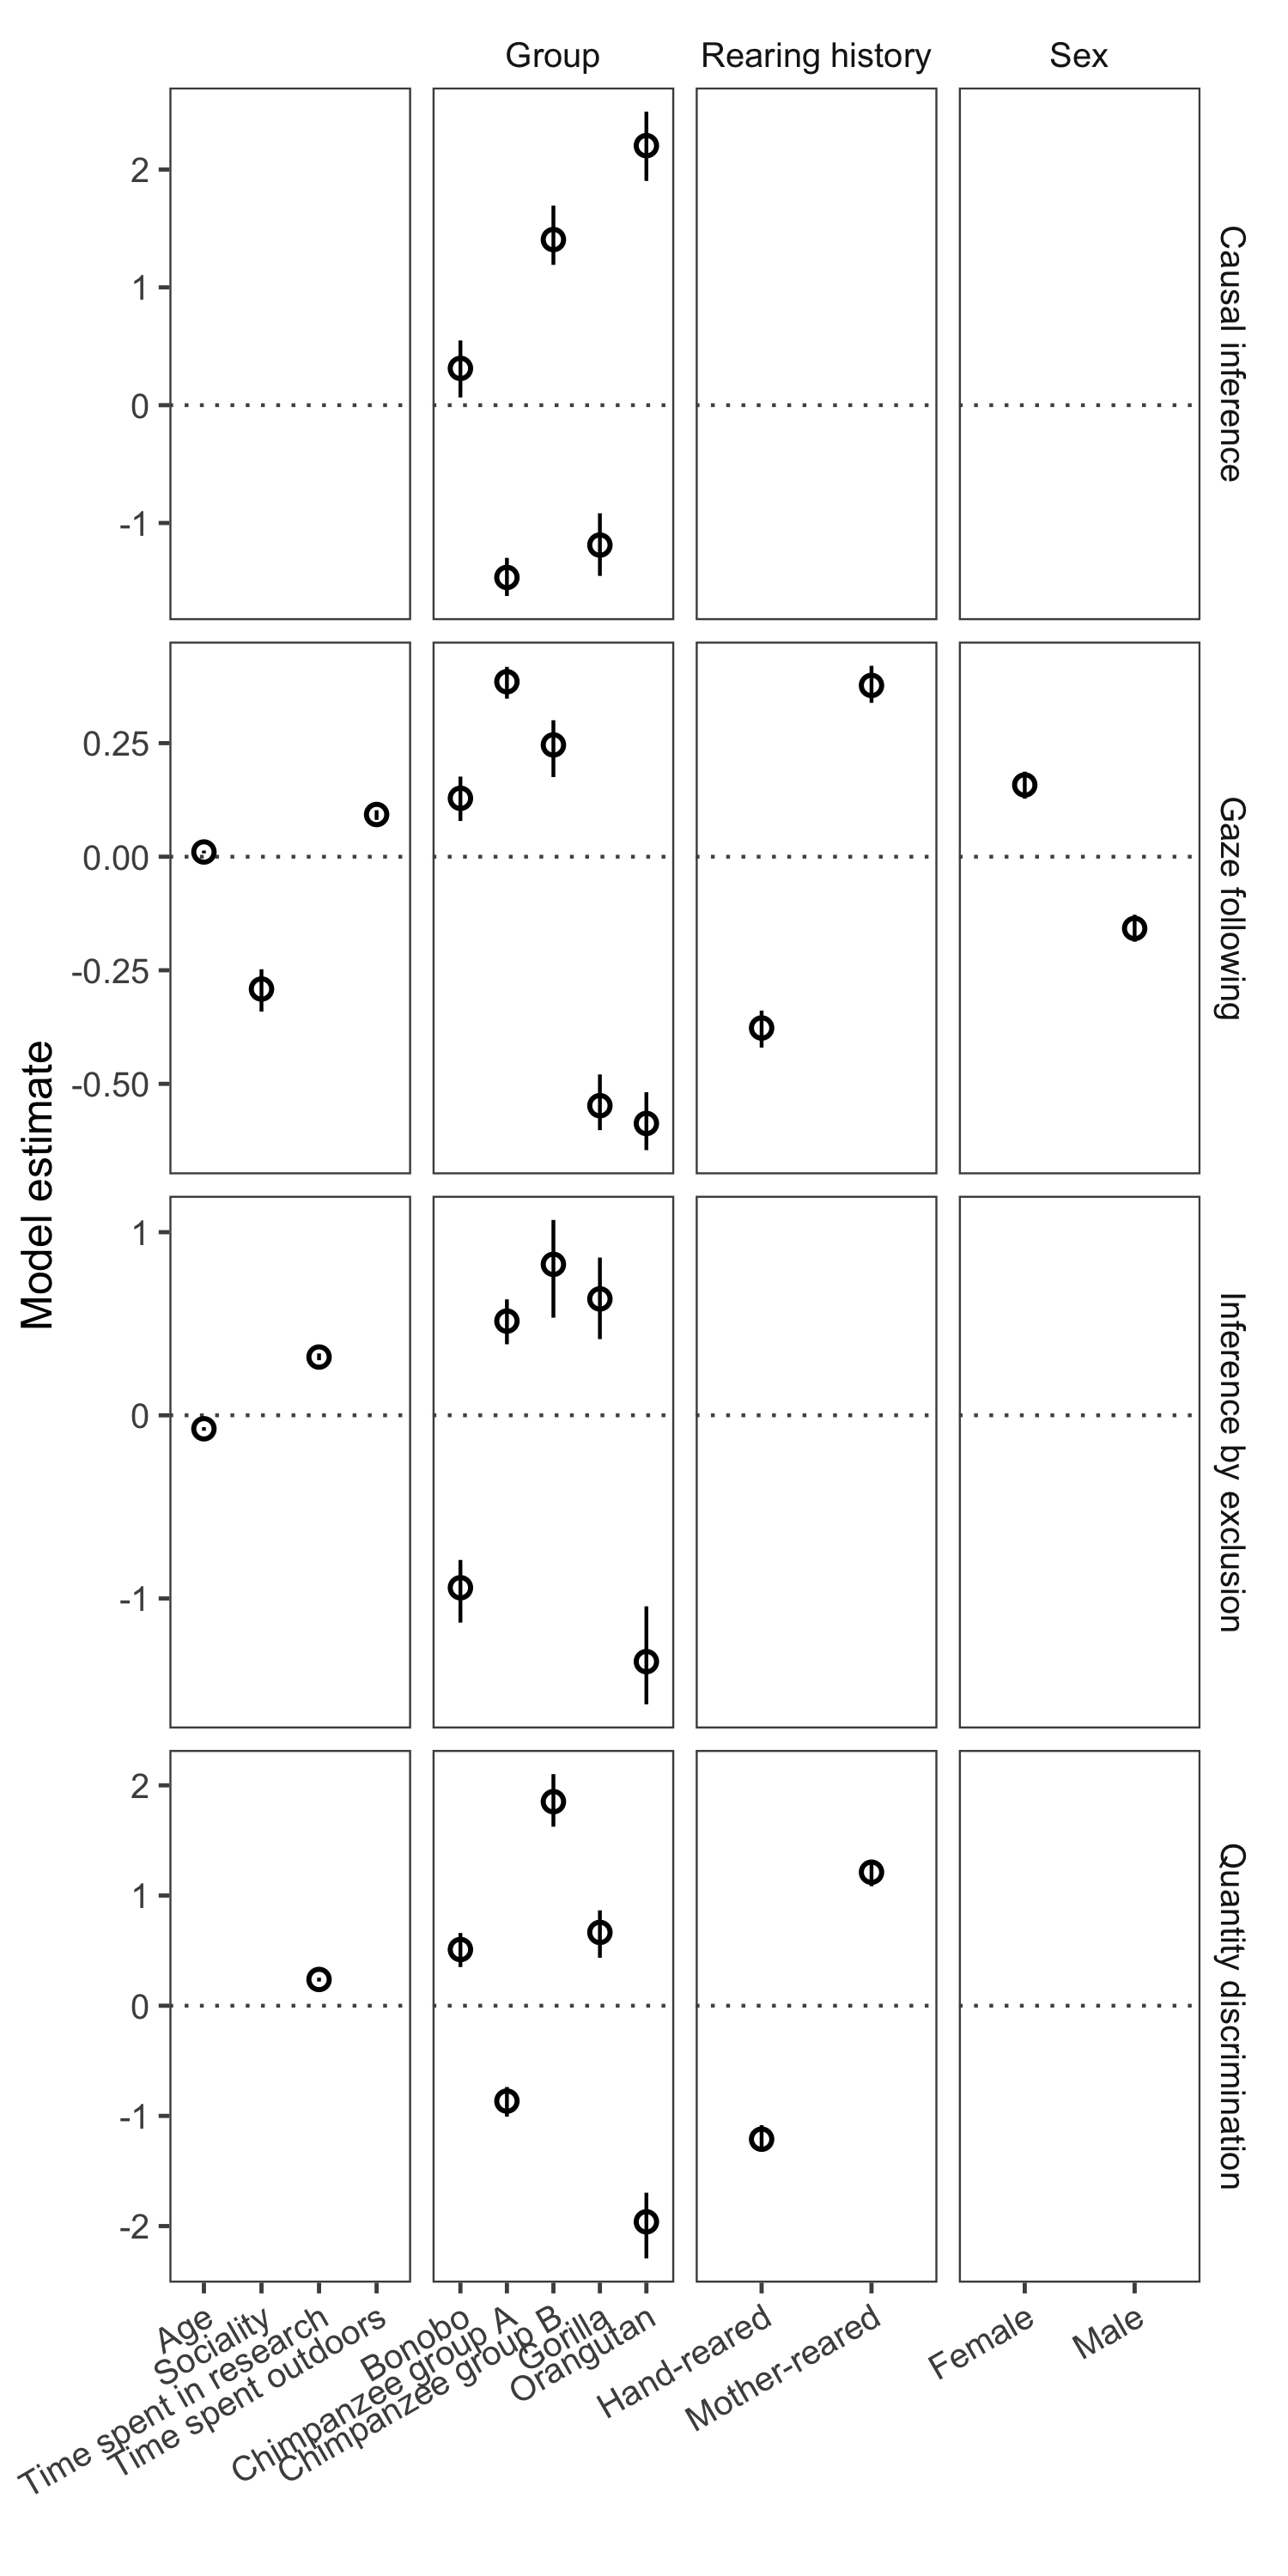 Group
Rearing history
Sex
2
1
0
-1
Causal inference
0.25
0.00
-0.25
-0.50
Gaze following
Model estimate
1
0
-1
Inference by exclusion
2
1
0
-1
-2
Quantity discrimination
Age
Sociality
Time spent in research
Time spent outdoors
Bonobo
Chimpanzee group A
Chimpanzee group B
Gorilla
Orangutan
Hand-reared
Mother-reared
Female
Male